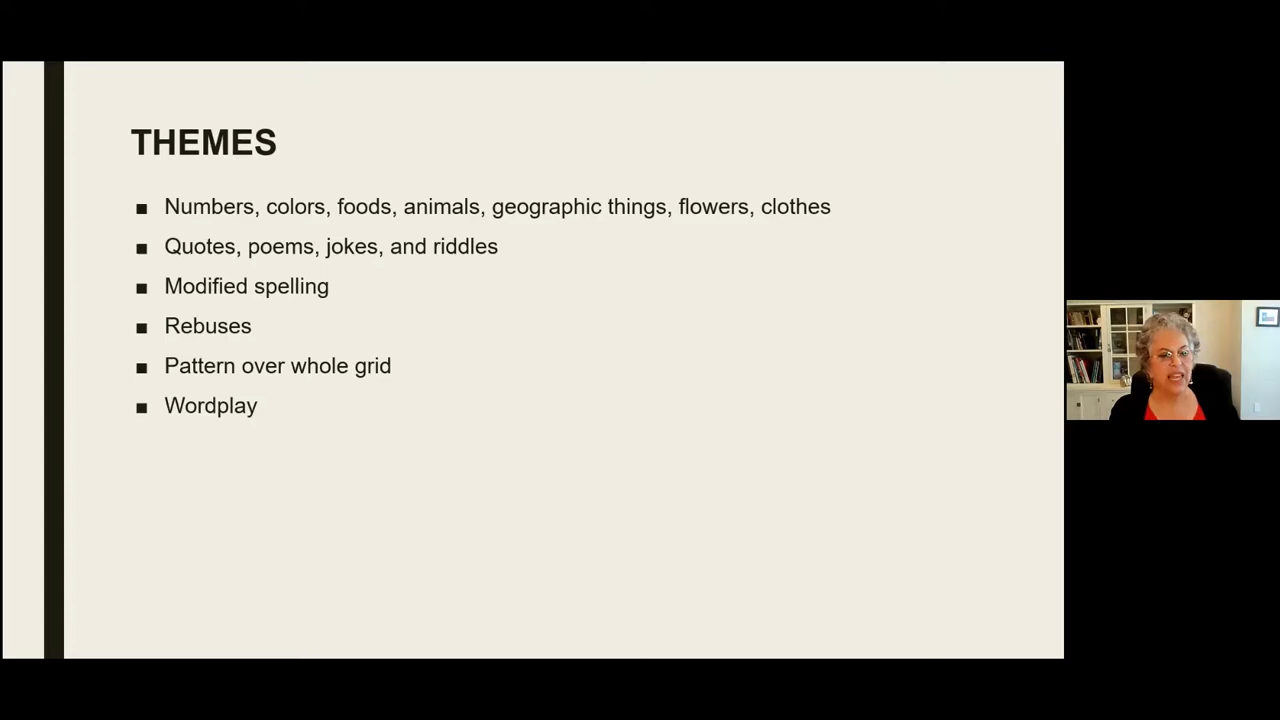 THEMES
■ Numbers, colors, foods, animals, geographic things, flowers, clothes
■ Quotes, poems, jokes, and riddles
■ Modified spelling
■ Rebuses
■ Pattern over whole grid
■ Wordplay